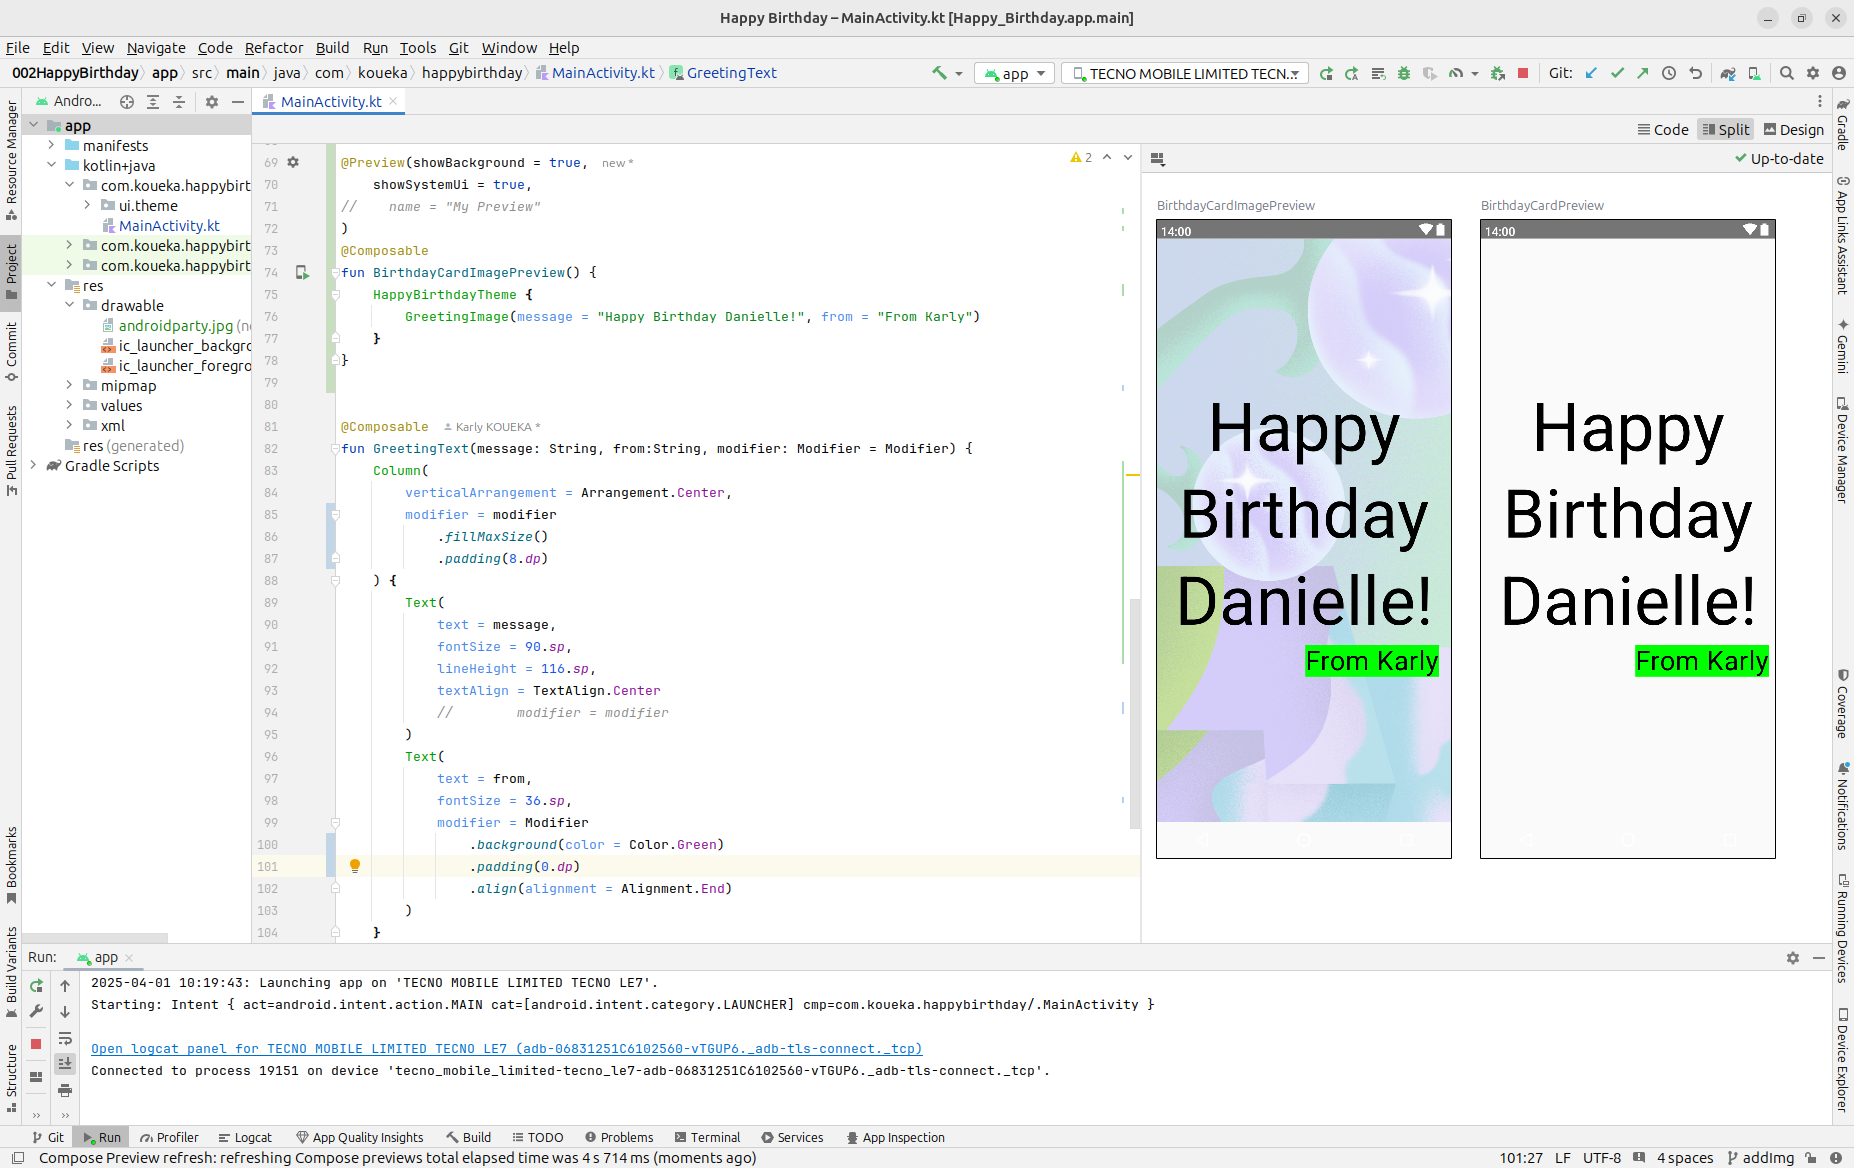 Happy Birthday – MainActivity.kt [Happy_Birthday.app.main]
File Edit View Navigate Code Refactor Build Run Tools Git Window Help
002HappyBirthday app src main java com koueka happybirthday MainActivity.kt GreetingText
app TECNO MOBILE LIMITED TECN... Git:
Andro...
MainActivity.kt
Code Split Design
Up-to-date
app
manifests
kotlin+java
com.koueka.happybirt
ui.theme
MainActivity.kt
com.koueka.happybirt
com.koueka.happybirt
res
drawable
androidparty.jpg (n
ic_launcher_backgr
ic_launcher_foregro
mipmap
values
xml
res (generated)
Gradle Scripts
69 @Preview(showBackground = true, new *
2
70 showSystemUi = true,
71 // name = "My Preview"
72 )
73 @Composable
74 fun BirthdayCardImagePreview() {
75 HappyBirthdayTheme {
76 GreetingImage(message = "Happy Birthday Danielle!", from = "From Karly")
77 }
78 }
79
80
81 @Composable Karly KOUEKA *
82 fun GreetingText(message: String, from:String, modifier: Modifier = Modifier) {
83 Column(
84 verticalArrangement = Arrangement.Center,
85 modifier = modifier
86 .fillMaxSize()
87 .padding(8.dp)
88 ) {
89 Text(
90 text = message,
91 fontSize = 90.sp,
92 lineHeight = 116.sp,
93 textAlign = TextAlign.Center
94 // modifier = modifier
95 )
96 Text(
97 text = from,
98 fontSize = 36.sp,
99 modifier = Modifier
100 .background(color = Color.Green)
101 .padding(0.dp)
102 .align(alignment = Alignment.End)
103 )
104 }
BirthdayCardImagePreview
14:00
Happy
Birthday
Danielle!
From Karly
BirthdayCardPreview
14:00
Happy
Birthday
Danielle!
From Karly
Resource Manager
Project
Commit
Pull Requests
Bookmarks
Build Variants
Structure
Gradle
App Links Assistant
Gemini
Device Manager
Coverage
Notifications
Running Devices
Device Explorer
Run: app
2025-04-01 10:19:43: Launching app on 'TECNO MOBILE LIMITED TECNO LE7'.
Starting: Intent { act=android.intent.action.MAIN cat=[android.intent.category.LAUNCHER] cmp=com.koueka.happybirthday/.MainActivity }
Open logcat panel for TECNO MOBILE LIMITED TECNO LE7 (adb-06831251C6102560-vTGUP6._adb-tls-connect._tcp)
Connected to process 19151 on device 'tecno_mobile_limited-tecno_le7-adb-06831251C6102560-vTGUP6._adb-tls-connect._tcp'.
Git Run Profiler Logcat App Quality Insights Build TODO Problems Terminal Services App Inspection
Compose Preview refresh: refreshing Compose previews total elapsed time was 4 s 714 ms (moments ago)
101:27 LF UTF-8 4 spaces addImg